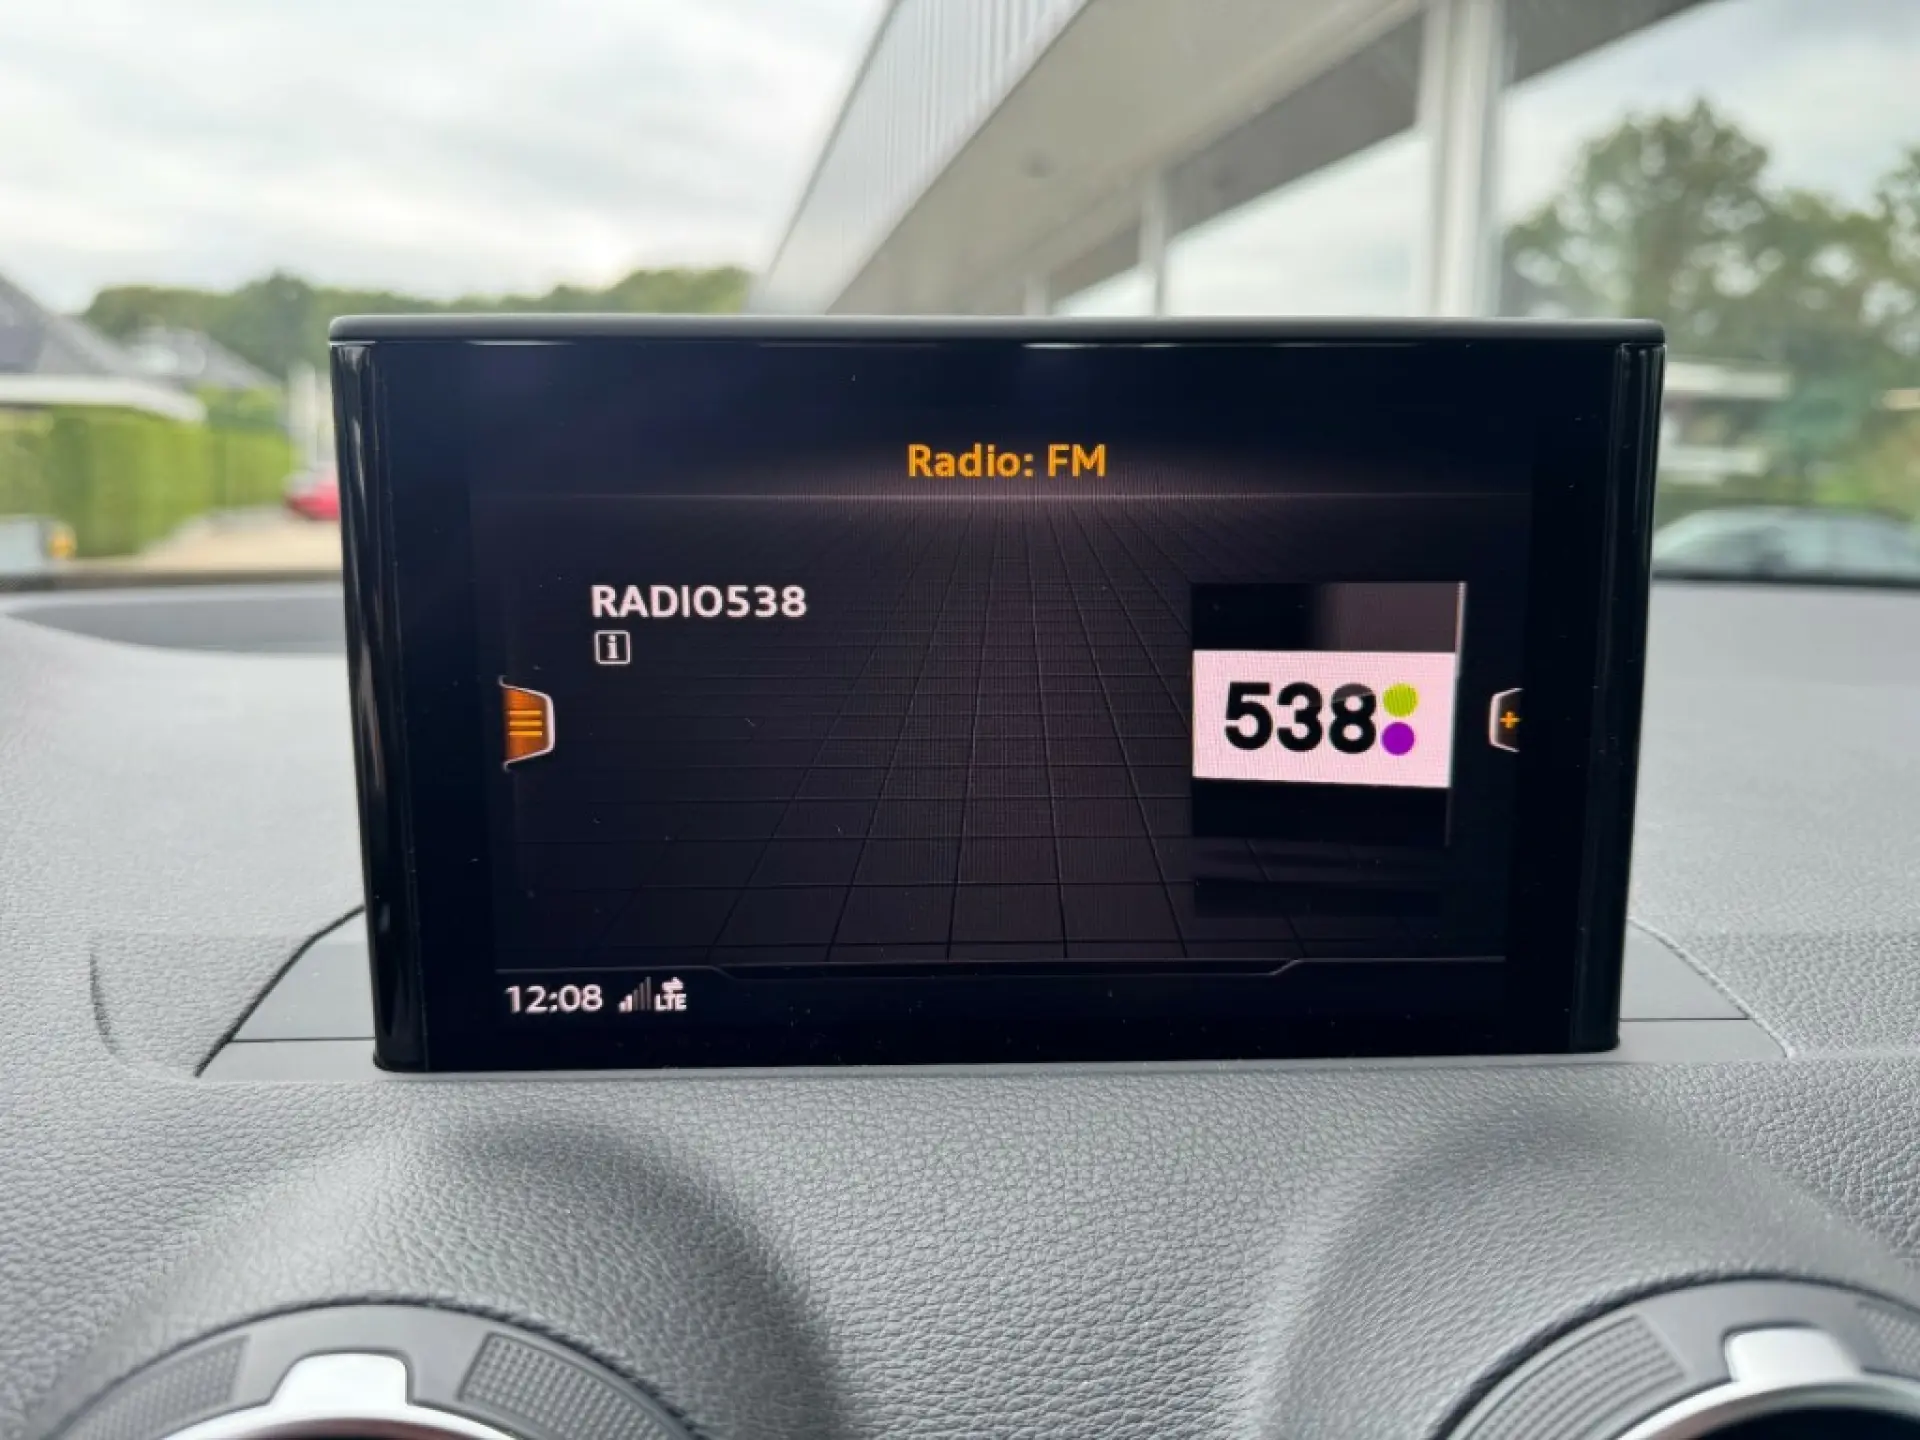 Radio: FM
RADIO538
i
538
+
12:08 LTE